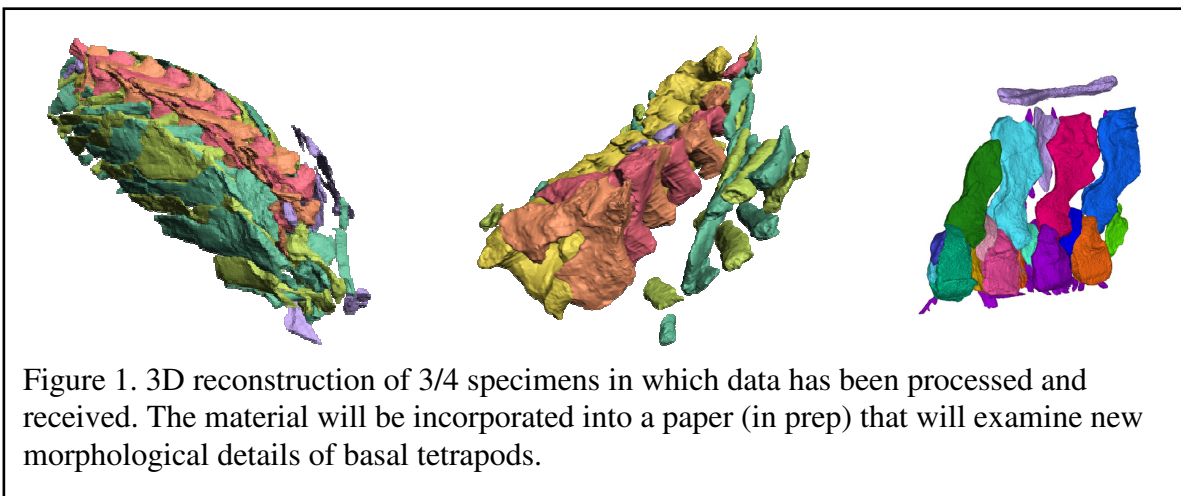 Figure 1. 3D reconstruction of 3/4 specimens in which data has been processed and
received. The material will be incorporated into a paper (in prep) that will examine new
morphological details of basal tetrapods.